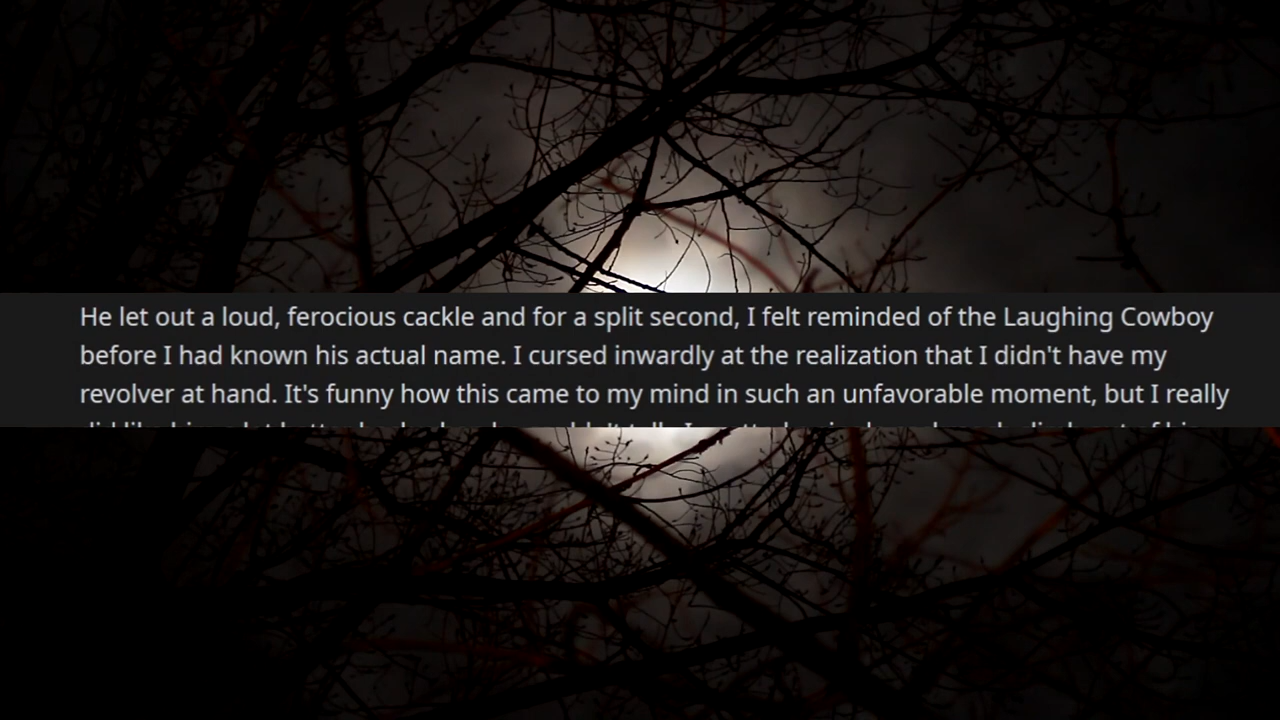 He let out a loud, ferocious cackle and for a split second, I felt reminded of the Laughing Cowboy
before I had known his actual name. I cursed inwardly at the realization that I didn't have my
revolver at hand. It's funny how this came to my mind in such an unfavorable moment, but I really